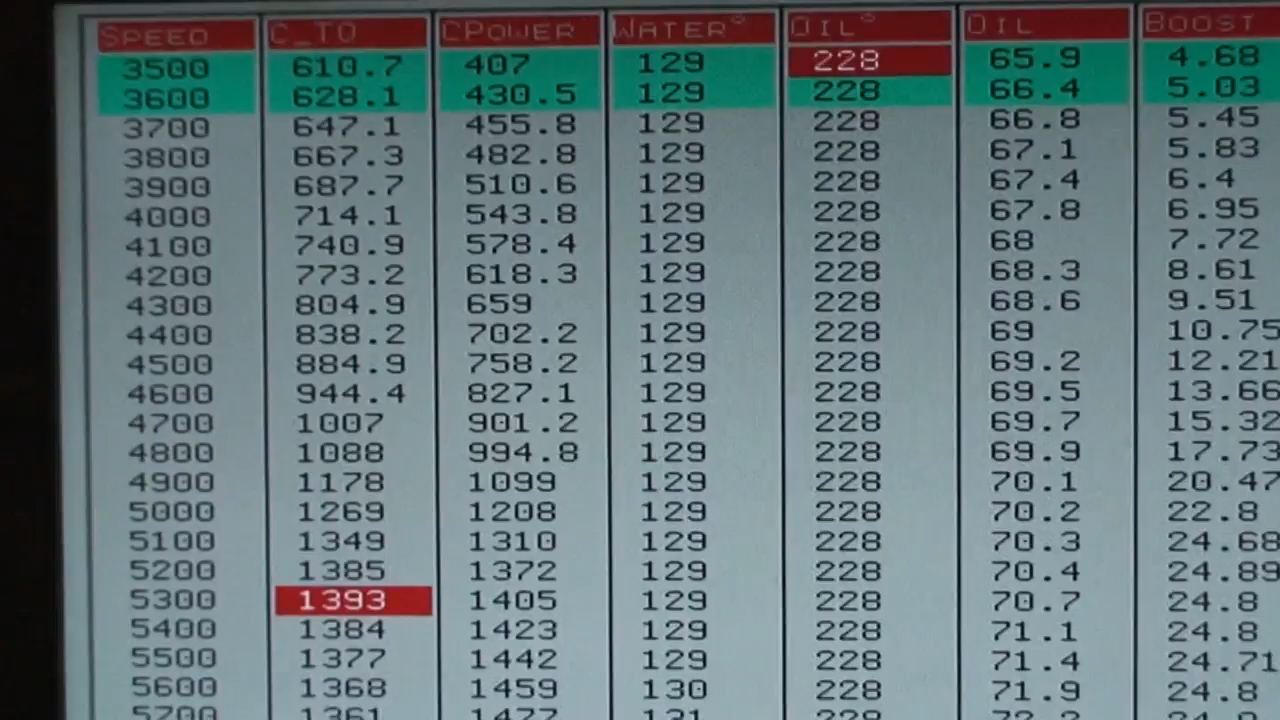 SPEED C_TQ CPOWER WATER° OIL° OIL BOOST
3500 610.7 407 129 228 65.9 4.68
3600 628.1 430.5 129 228 66.4 5.03
3700 647.1 455.8 129 228 66.8 5.45
3800 667.3 482.8 129 228 67.1 5.83
3900 687.7 510.6 129 228 67.4 6.4
4000 714.1 543.8 129 228 67.8 6.95
4100 740.9 578.4 129 228 68 7.72
4200 773.2 618.3 129 228 68.3 8.61
4300 804.9 659 129 228 68.6 9.51
4400 838.2 702.2 129 228 69 10.75
4500 884.9 758.2 129 228 69.2 12.21
4600 944.4 827.1 129 228 69.5 13.66
4700 1007 901.2 129 228 69.7 15.32
4800 1088 994.8 129 228 69.9 17.73
4900 1178 1099 129 228 70.1 20.47
5000 1269 1208 129 228 70.2 22.8
5100 1349 1310 129 228 70.3 24.68
5200 1385 1372 129 228 70.4 24.89
5300 1393 1405 129 228 70.7 24.8
5400 1384 1423 129 228 71.1 24.8
5500 1377 1442 129 228 71.4 24.71
5600 1368 1459 130 228 71.9 24.8
5700 1361 1477 131 228